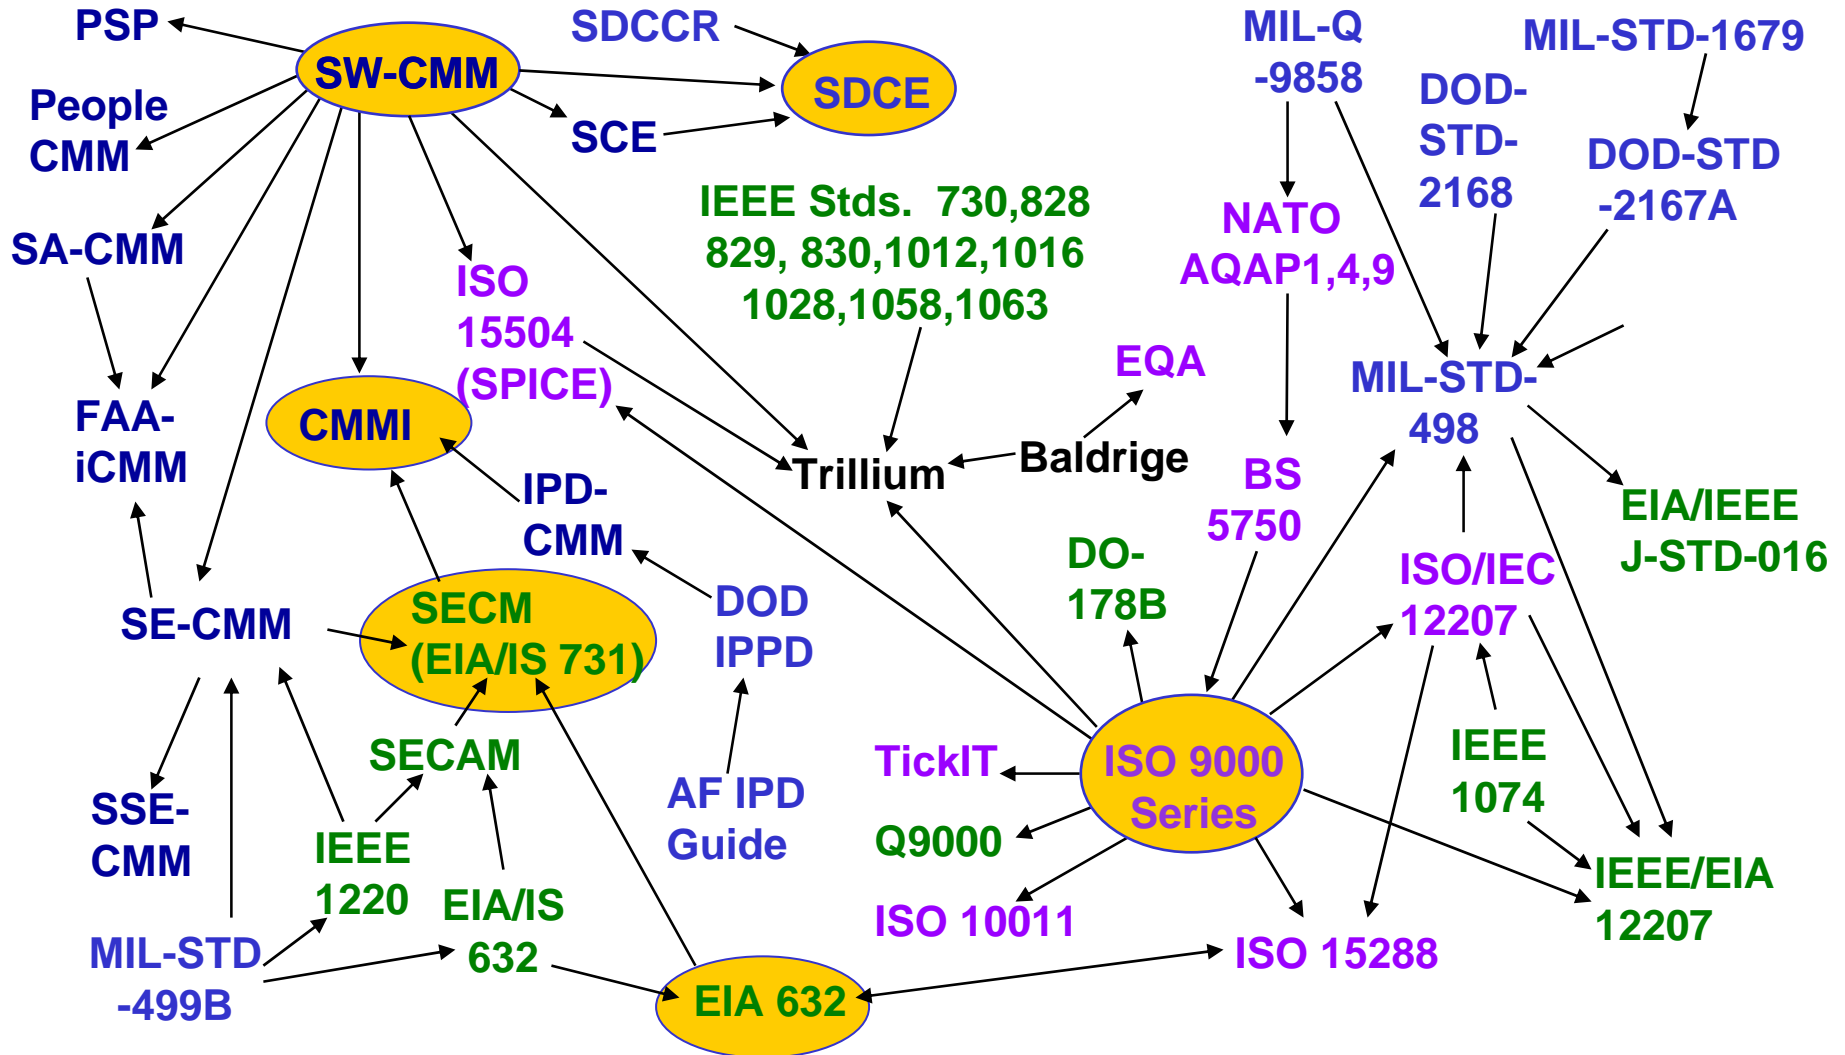 PSP
SW-CMM
SDCCR
SDCE
MIL-Q
-9858
MIL-STD-1679
People
CMM
SCE
DOD-
STD-
2168
DOD-STD
-2167A
SA-CMM
ISO
15504
(SPICE)
IEEE Stds. 730,828
829, 830,1012,1016
1028,1058,1063
NATO
AQAP1,4,9
EQA
MIL-STD-
498
FAA-
iCMM
CMMI
Trillium
Baldrige
BS
5750
IPD-
CMM
EIA/IEEE
J-STD-016
DO-
178B
ISO/IEC
12207
SE-CMM
SECM
(EIA/IS 731)
DOD
IPPD
SECAM
TickIT
ISO 9000
Series
IEEE
1074
SSE-
CMM
AF IPD
Guide
IEEE
1220
Q9000
IEEE/EIA
12207
EIA/IS
632
ISO 10011
ISO 15288
MIL-STD
-499B
EIA 632